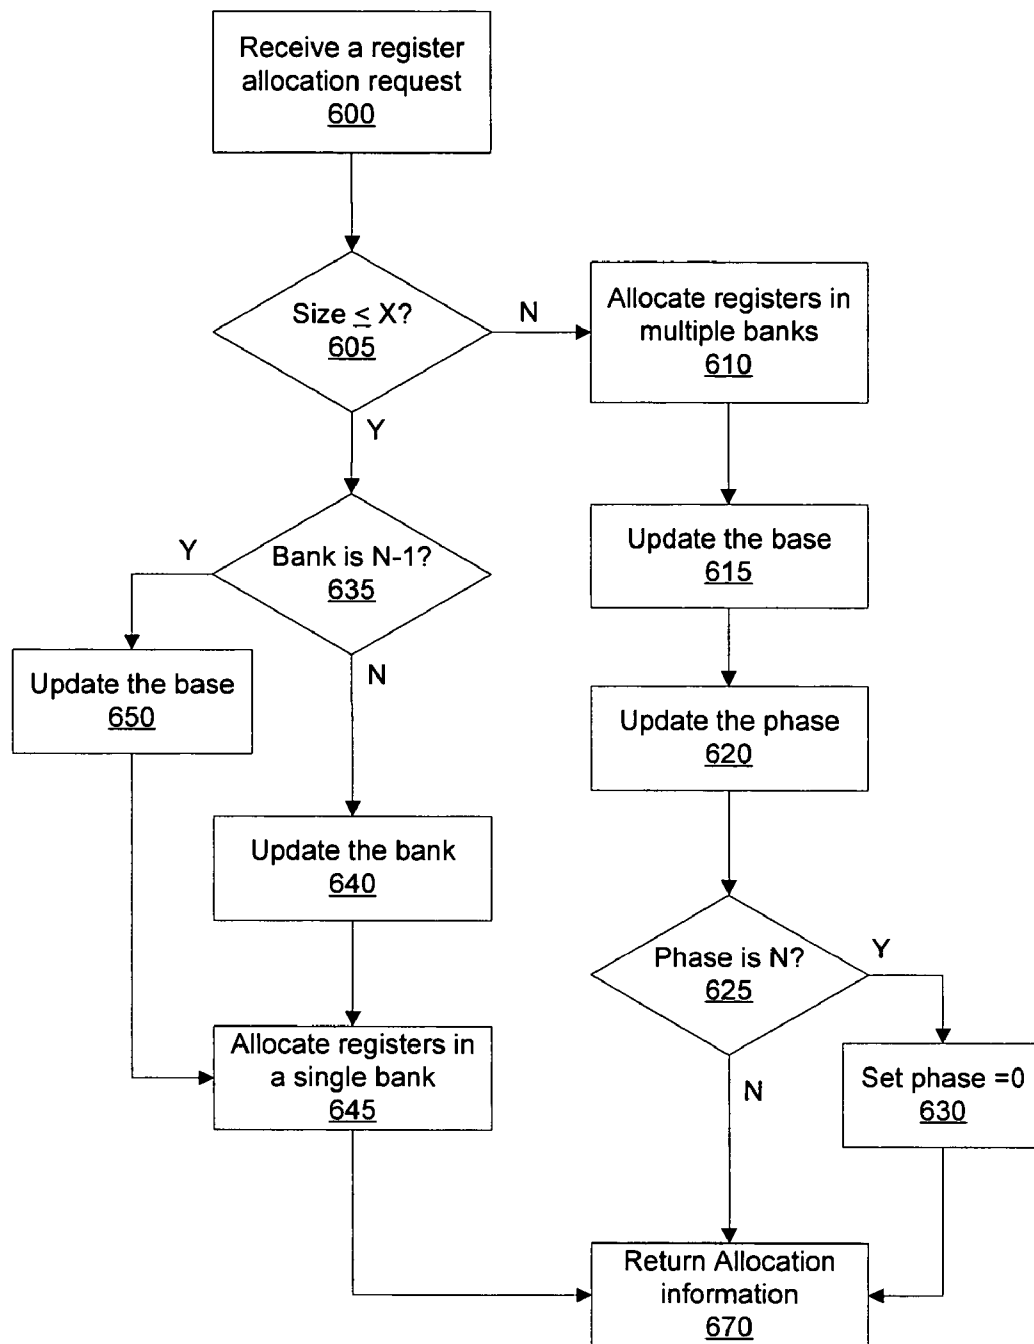 Receive a register
allocation request
600
Size ≤ X?
605
N
Allocate registers in
multiple banks
610
Y
Update the base
615
Y
Bank is N-1?
635
N
Update the base
650
Update the phase
620
Update the bank
640
Phase is N?
625
Y
N
Allocate registers in
a single bank
645
Set phase =0
630
Return Allocation
information
670